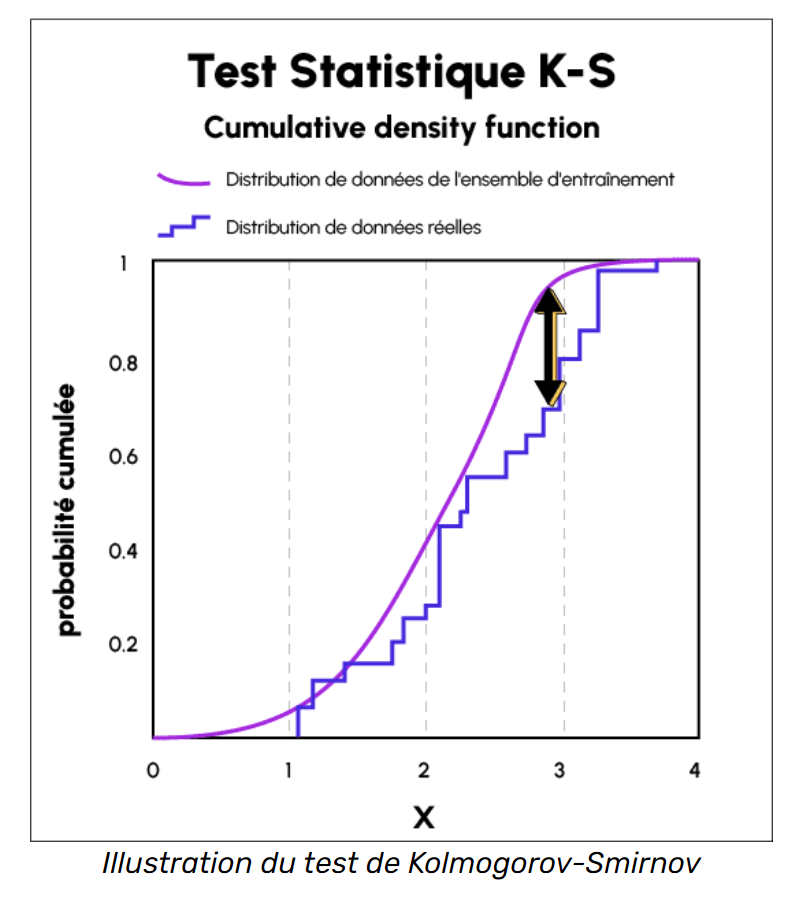 Test Statistique K-S
Cumulative density function
Distribution de données de l'ensemble d'entraînement
Distribution de données réelles
1
0.8
0.6
0.4
0.2
probabilité cumulée
0 1 2 3 4
X
Illustration du test de Kolmogorov-Smirnov